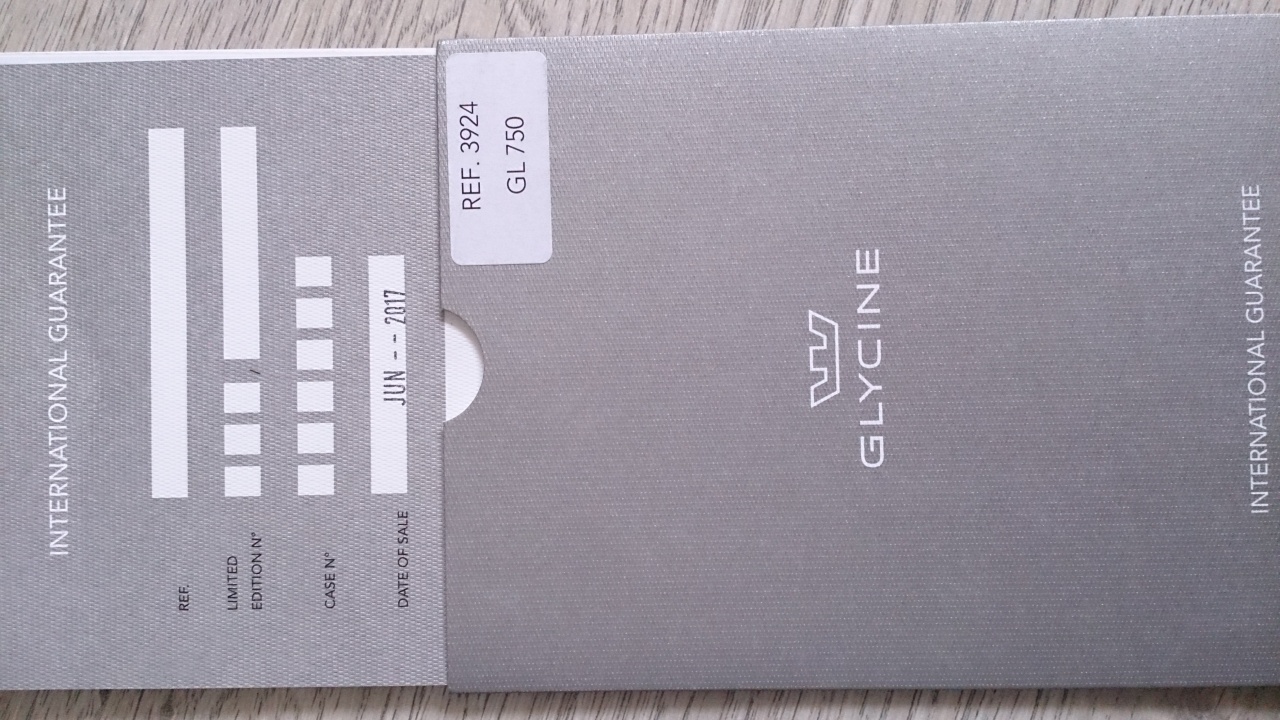 INTERNATIONAL GUARANTEE
REF.
LIMITED
EDITION N° /
CASE N°
DATE OF SALE JUN - - 2017
REF. 3924
GL 750
GLYCINE
INTERNATIONAL GUARANTEE